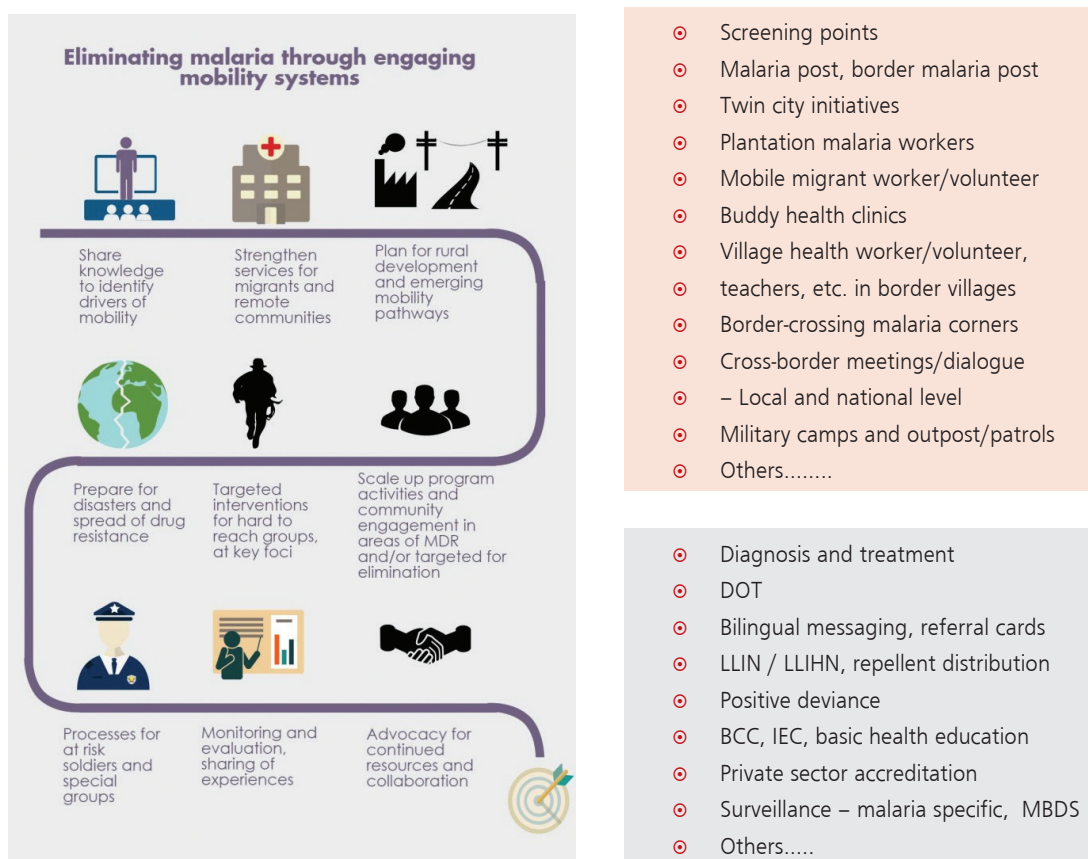 Eliminating malaria through engaging
mobility systems
Share
knowledge
to identify
drivers of
mobility
Strengthen
services for
migrants and
remote
communities
Plan for rural
development
and emerging
mobility
pathways
Prepare for
disasters and
spread of drug
resistance
Targeted
interventions
for hard to
reach groups,
at key foci
Scale up program
activities and
community
engagement in
areas of MDR
and/or targeted for
elimination
Processes for
at risk
soldiers and
special
groups
Monitoring and
evaluation,
sharing of
experiences
Advocacy for
continued
resources and
collaboration
Screening points
Malaria post, border malaria post
Twin city initiatives
Plantation malaria workers
Mobile migrant worker/volunteer
Buddy health clinics
Village health worker/volunteer,
teachers, etc. in border villages
Border-crossing malaria corners
Cross-border meetings/dialogue
– Local and national level
Military camps and outpost/patrols
Others........
Diagnosis and treatment
DOT
Bilingual messaging, referral cards
LLIN / LLIHN, repellent distribution
Positive deviance
BCC, IEC, basic health education
Private sector accreditation
Surveillance – malaria specific, MBDS
Others.....